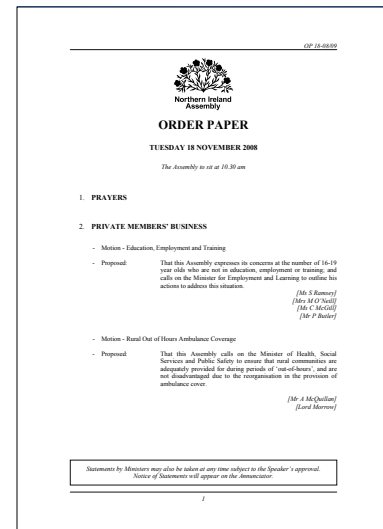 OP 18-08/09
Northern Ireland
Assembly
ORDER PAPER
TUESDAY 18 NOVEMBER 2008
The Assembly to sit at 10.30 am
1. PRAYERS
2. PRIVATE MEMBERS' BUSINESS
- Motion - Education, Employment and Training
- Proposed: That this Assembly expresses its concerns at the number of 16-19
year olds who are not in education, employment or training; and
calls on the Minister for Employment and Learning to outline his
actions to address this situation.
[Ms S Ramsey]
[Mrs M O'Neill]
[Ms C McGill]
[Mr P Butler]
- Motion - Rural Out of Hours Ambulance Coverage
- Proposed: That this Assembly calls on the Minister of Health, Social
Services and Public Safety to ensure that rural communities are
adequately provided for during periods of 'out-of-hours', and are
not disadvantaged due to the reorganisation in the provision of
ambulance cover.
[Mr A McQuillan]
[Lord Morrow]
Statements by Ministers may also be taken at any time subject to the Speaker's approval.
Notice of Statements will appear on the Annunciator.
1